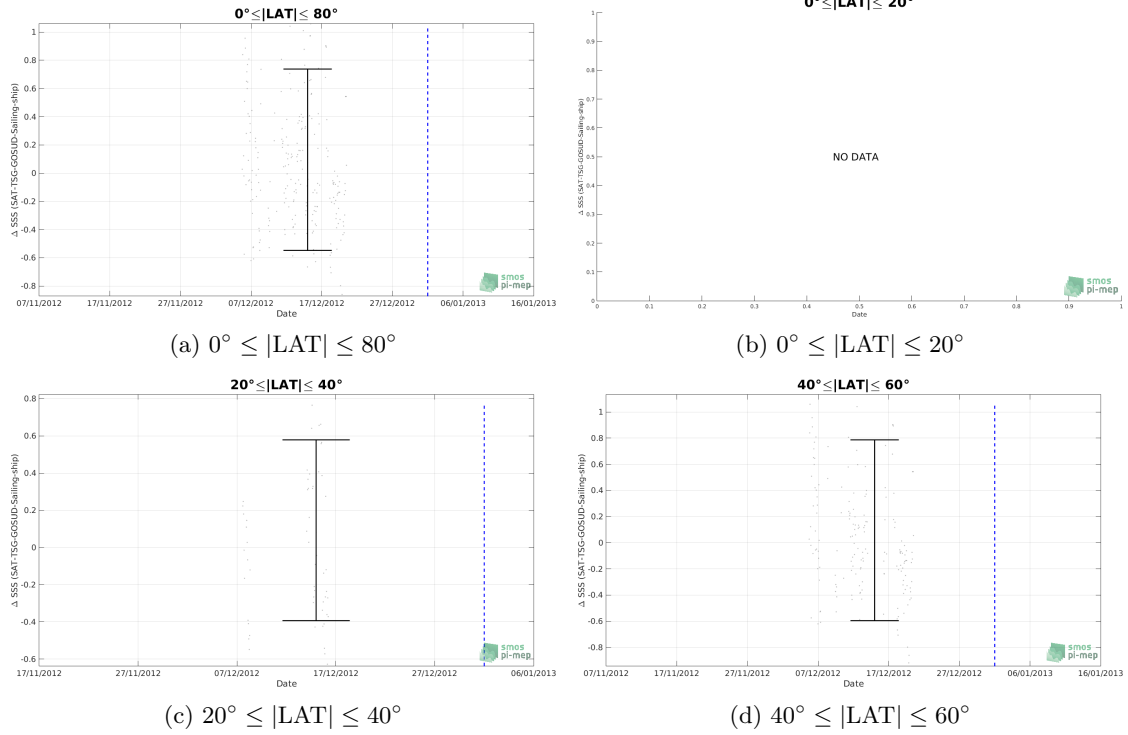 0°≤|LAT|≤ 80°
Δ SSS (SAT-TSG-GOSUD-Sailing-ship)
1
0.8
0.6
0.4
0.2
0
-0.2
-0.4
-0.6
-0.8
07/11/2012 17/11/2012 27/11/2012 07/12/2012 17/12/2012 27/12/2012 06/01/2013 16/01/2013
Date
smos
pi-mep
(a) 0° ≤ |LAT| ≤ 80°
0°≤|LAT|≤ 20°
Δ SSS (SAT-TSG-GOSUD-Sailing-ship)
1
0.9
0.8
0.7
0.6
0.5
0.4
0.3
0.2
0.1
0
NO DATA
0 0.1 0.2 0.3 0.4 0.5 0.6 0.7 0.8 0.9 1
Date
smos
pi-mep
(b) 0° ≤ |LAT| ≤ 20°
20°≤|LAT|≤ 40°
Δ SSS (SAT-TSG-GOSUD-Sailing-ship)
0.8
0.6
0.4
0.2
0
-0.2
-0.4
-0.6
17/11/2012 27/11/2012 07/12/2012 17/12/2012 27/12/2012 06/01/2013
Date
smos
pi-mep
(c) 20° ≤ |LAT| ≤ 40°
40°≤|LAT|≤ 60°
Δ SSS (SAT-TSG-GOSUD-Sailing-ship)
1
0.8
0.6
0.4
0.2
0
-0.2
-0.4
-0.6
-0.8
07/11/2012 17/11/2012 27/11/2012 07/12/2012 17/12/2012 27/12/2012 06/01/2013 16/01/2013
Date
smos
pi-mep
(d) 40° ≤ |LAT| ≤ 60°